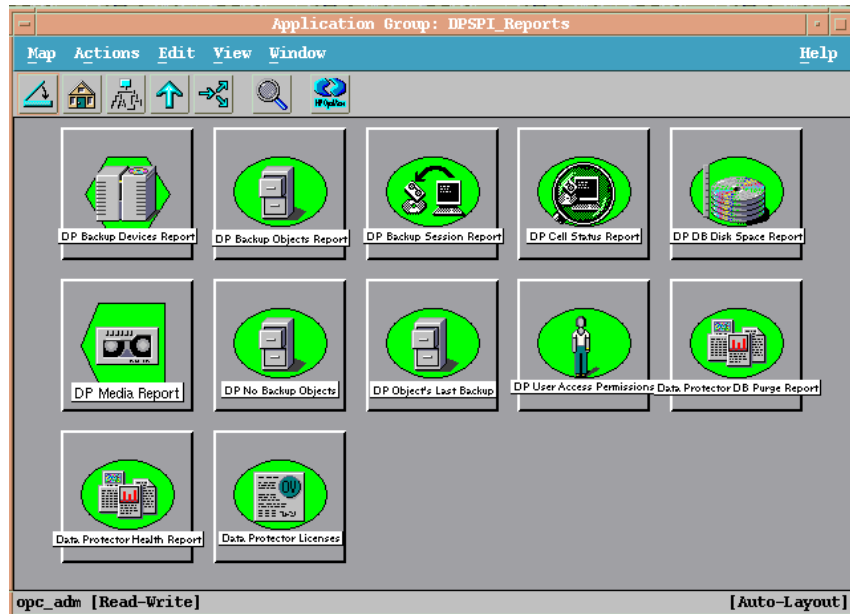 Application Group: DPSPI_Reports
Map Actions Edit View Window Help
HP OpenView
DP Backup Devices Report
DP Backup Objects Report
DP Backup Session Report
DP Cell Status Report
DP DB Disk Space Report
DP Media Report
DP No Backup Objects
DP Object's Last Backup
DP User Access Permissions
Data Protector DB Purge Report
Data Protector Health Report
OV
Data Protector Licenses
opc_adm [Read-Write] [Auto-Layout]